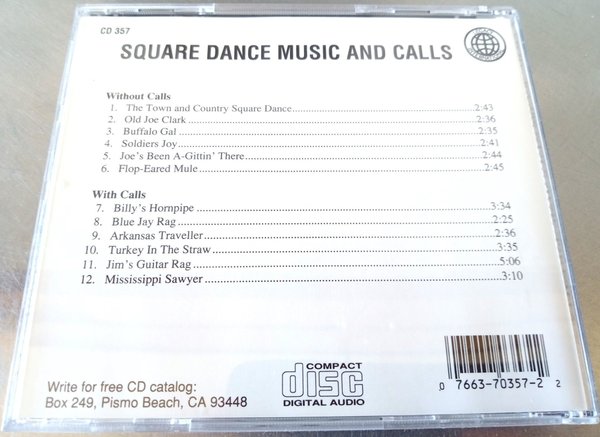 CD 357
SQUARE DANCE MUSIC AND CALLS
Without Calls
1. The Town and Country Square Dance 2:43
2. Old Joe Clark 2:36
3. Buffalo Gal 2:35
4. Soldiers Joy 2:41
5. Joe's Been A-Gittin' There 2:44
6. Flop-Eared Mule 2:45
With Calls
7. Billy's Hornpipe 3:34
8. Blue Jay Rag 2:25
9. Arkansas Traveller 2:36
10. Turkey In The Straw 3:35
11. Jim's Guitar Rag 5:06
12. Mississippi Sawyer 3:10
Write for free CD catalog:
Box 249, Pismo Beach, CA 93448
COMPACT
disc
DIGITAL AUDIO
0 7663-70357-2 2